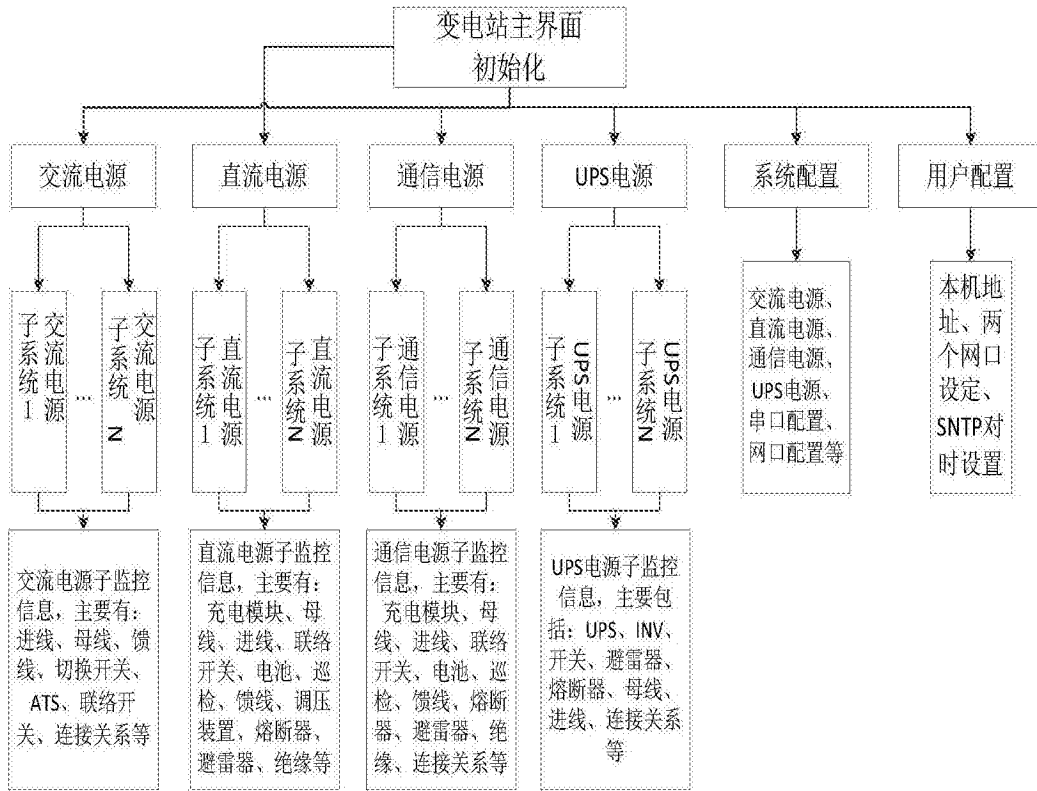 变电站主界面
初始化
交流电源
直流电源
通信电源
UPS电源
系统配置
用户配置
交流电源
子系统1
...
交流电源
子系统N
直流电源
子系统1
...
直流电源
子系统N
通信电源
子系统1
...
通信电源
子系统N
UPS电源
子系统1
...
UPS电源
子系统N
交流电源、
直流电源、
通信电源、
UPS电源、
串口配置、
网口配置等
本机地
址、两
个网口
设定、
SNTP对
时设置
交流电源子监控
信息，主要有：
进线、母线、馈
线、切换开关、
ATS、联络开
关、连接关系等
直流电源子监控
信息，主要有：
充电模块、母
线、进线、联络
开关、电池、巡
检、馈线、调压
装置、熔断器、
避雷器、绝缘等
通信电源子监控
信息，主要有：
充电模块、母
线、进线、联络
开关、电池、巡
检、馈线、熔断
器、避雷器、绝
缘、连接关系等
UPS电源子监控
信息，主要包
括：UPS、INV、
开关、避雷器、
熔断器、母线、
进线、连接关系
等